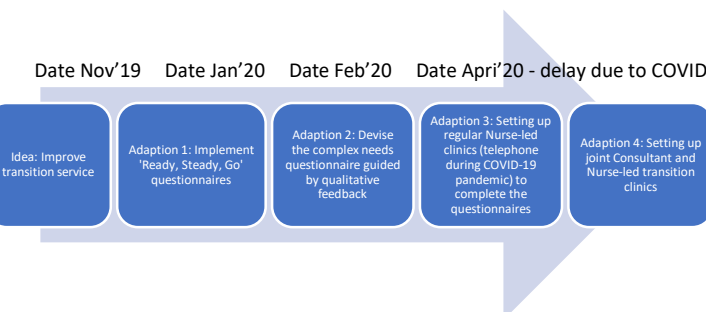 Date Nov'19 Date Jan'20 Date Feb'20 Date Apri'20 - delay due to COVID
Idea: Improve
transition service
Adaption 1: Implement
'Ready, Steady, Go'
questionnaires
Adaption 2: Devise
the complex needs
questionnaire guided
by qualitative
feedback
Adaption 3: Setting up
regular Nurse-led
clinics (telephone
during COVID-19
pandemic) to
complete the
questionnaires
Adaption 4: Setting up
joint Consultant and
Nurse-led transition
clinics